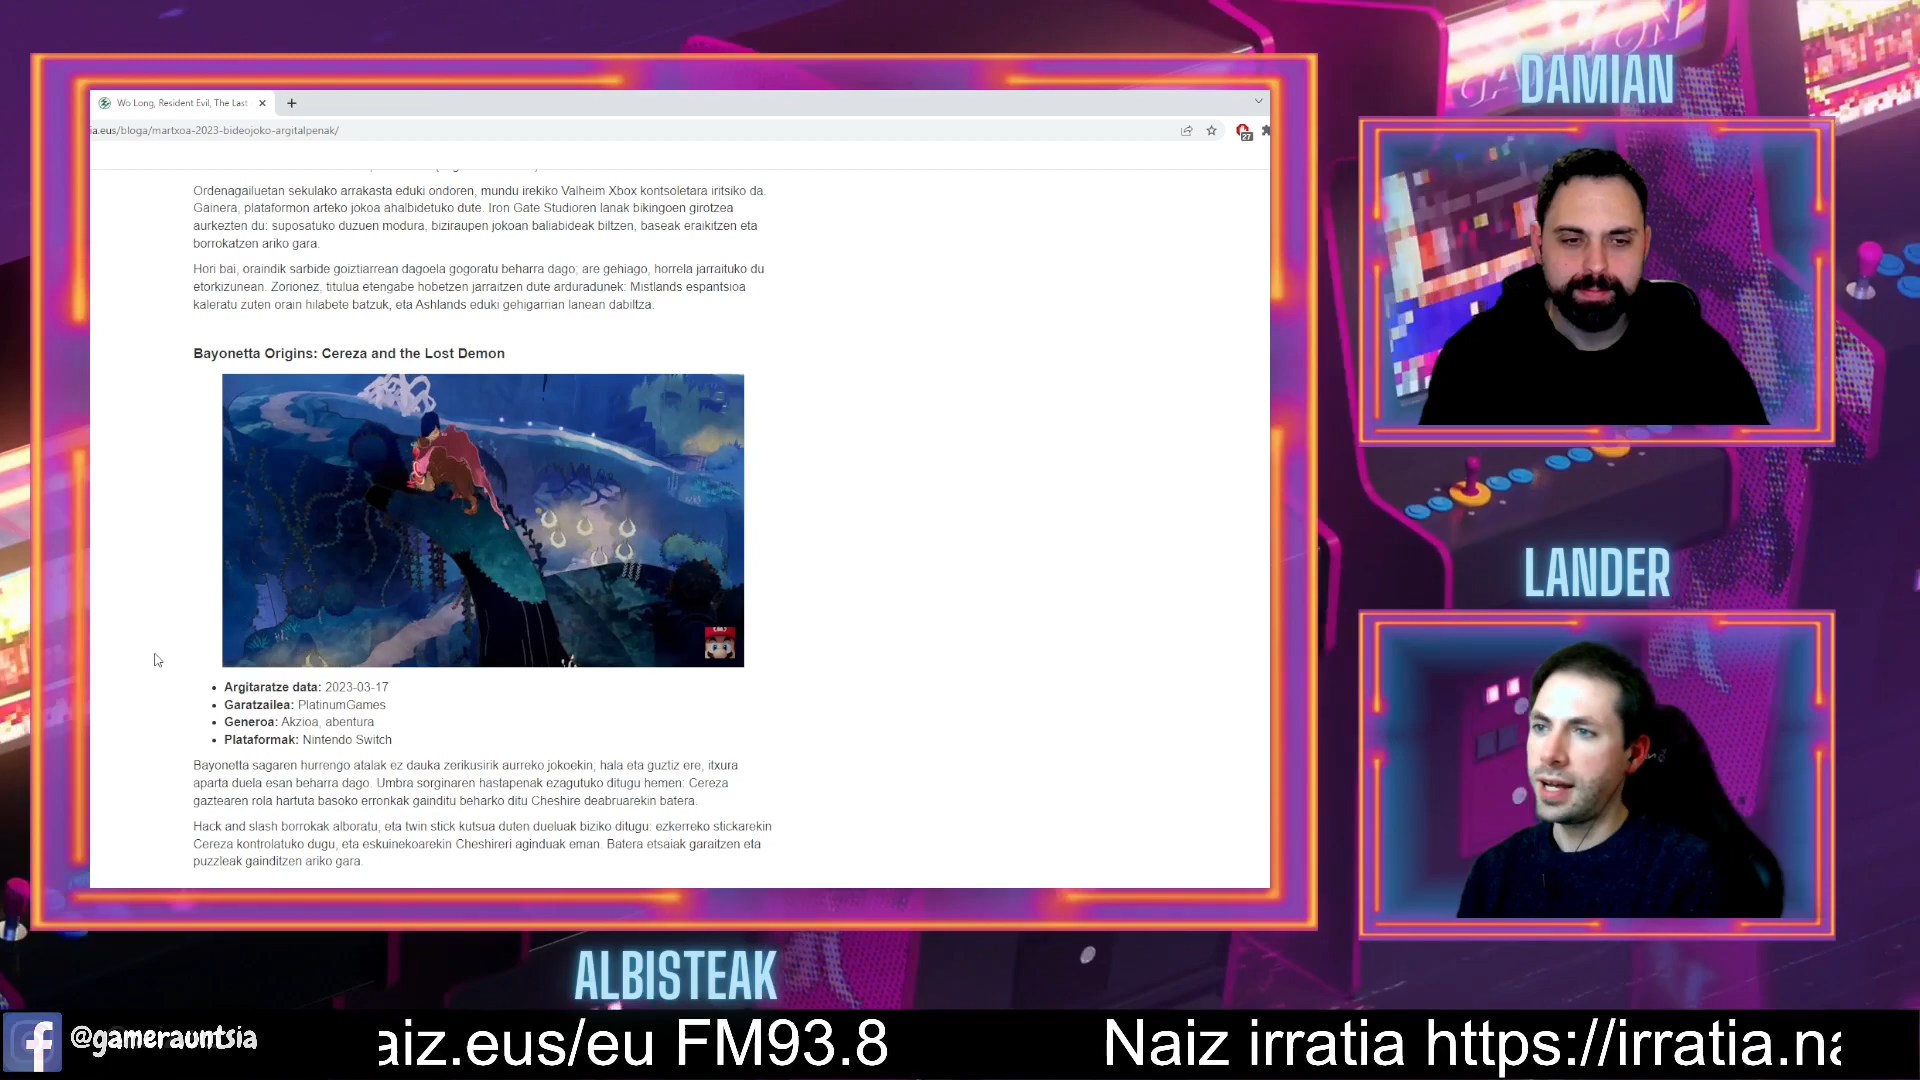 Wo Long, Resident Evil, The Last
ia.eus/bloga/martxoa-2023-bideojoko-argitalpenak/
27
Ordenagailuetan sekulako arrakasta eduki ondoren, mundu irekiko Valheim Xbox kontsoletara iritsiko da.
Gainera, plataformon arteko jokoa ahalbidetuko dute. Iron Gate Studioren lanak bikingoen girotzea
aurkezten du: suposatuko duzuen modura, biziraupen jokoan baliabideak biltzen, baseak eraikitzen eta
borrokatzen ariko gara.
Hori bai, oraindik sarbide goiztiarrean dagoela gogoratu beharra dago; are gehiago, horrela jarraituko du
etorkizunean. Zorionez, titulua etengabe hobetzen jarraitzen dute arduradunek: Mistlands espantsioa
kaleratu zuten orain hilabete batzuk, eta Ashlands eduki gehigarrian lanean dabiltza.
Bayonetta Origins: Cereza and the Lost Demon
Argitaratze data: 2023-03-17
Garatzailea: PlatinumGames
Generoa: Akzioa, abentura
Plataformak: Nintendo Switch
Bayonetta sagaren hurrengo atalak ez dauka zerikusirik aurreko jokoekin; hala eta guztiz ere, itxura
aparta duela esan beharra dago. Umbra sorginaren hastapenak ezagutuko ditugu hemen: Cereza
gaztearen rola hartuta basoko erronkak gainditu beharko ditu Cheshire deabruarekin batera.
Hack and slash borrokak alboratu, eta twin stick kutsua duten dueluak biziko ditugu: ezkerreko stickarekin
Cereza kontrolatuko dugu, eta eskuinekoarekin Cheshireri aginduak eman. Batera etsaiak garaitzen eta
puzzleak gainditzen ariko gara.
DAMIAN
LANDER
ALBISTEAK
@gamerauntsia
aiz.eus/eu FM93.8
Naiz irratia https://irratia.na